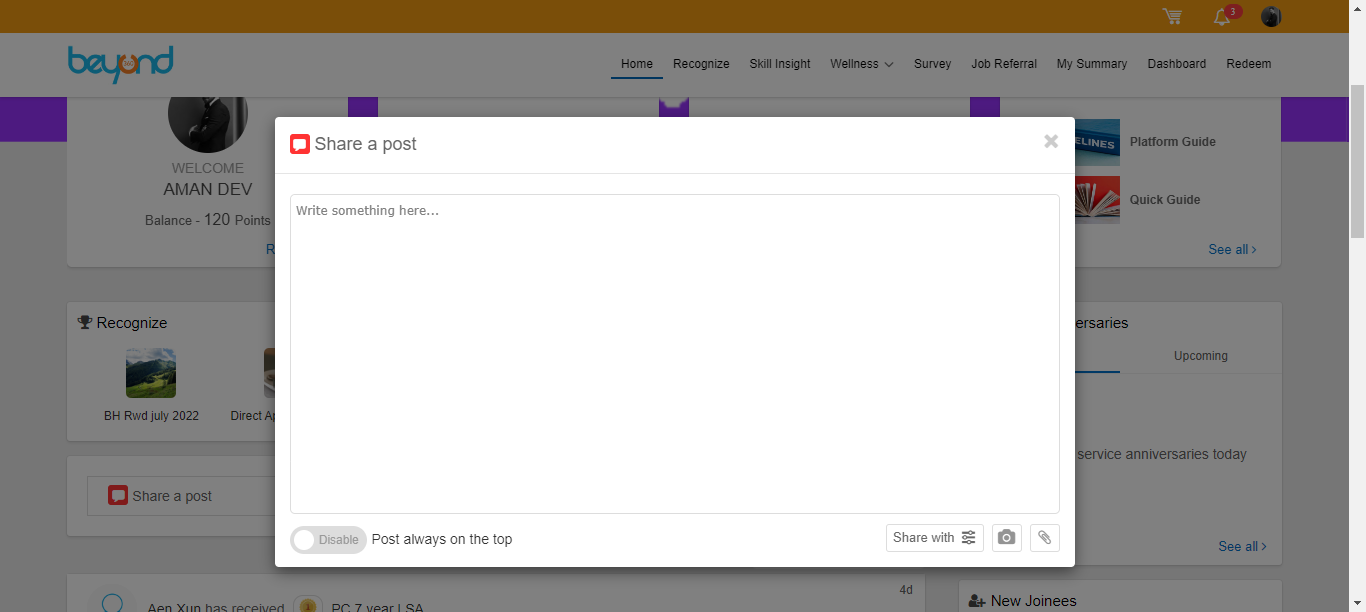 3
beyond
360
Home Recognize Skill Insight Wellness Survey Job Referral My Summary Dashboard Redeem
WELCOME
AMAN DEV
Balance - 120 Points
R
ELINES
Platform Guide
Quick Guide
See all
Share a post
Write something here...
Disable Post always on the top
Share with
Recognize
BH Rwd july 2022
Direct Ap
Share a post
ersaries
Upcoming
service anniversaries today
See all
4d
Aen Xun has received PC 7 year LSA
New Joinees